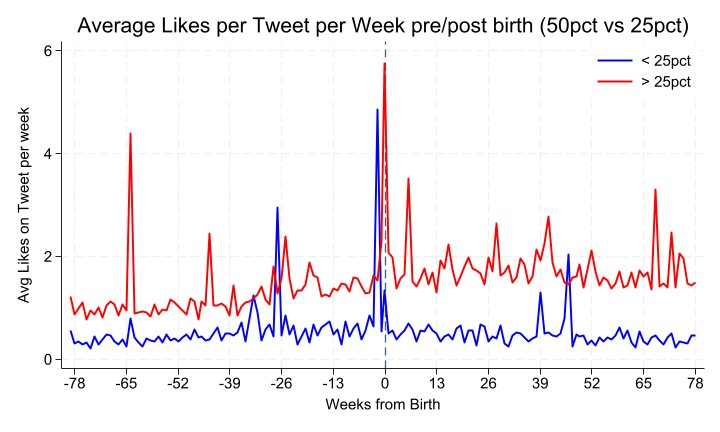 Average Likes per Tweet per Week pre/post birth (50pct vs 25pct)
< 25pct
> 25pct
Avg Likes on Tweet per week
6
4
2
0
-78 -65 -52 -39 -26 -13 0 13 26 39 52 65 78
Weeks from Birth